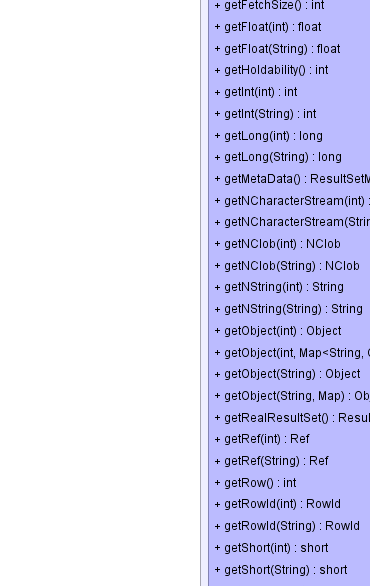 + getFetchSize() : int
+ getFloat(int) : float
+ getFloat(String) : float
+ getHoldability() : int
+ getInt(int) : int
+ getInt(String) : int
+ getLong(int) : long
+ getLong(String) : long
+ getMetaData() : ResultSetM
+ getNCharacterStream(int) :
+ getNCharacterStream(Strin
+ getNClob(int) : NClob
+ getNClob(String) : NClob
+ getNString(int) : String
+ getNString(String) : String
+ getObject(int) : Object
+ getObject(int, Map<String,
+ getObject(String) : Object
+ getObject(String, Map) : Ob
+ getRealResultSet() : Resul
+ getRef(int) : Ref
+ getRef(String) : Ref
+ getRow() : int
+ getRowId(int) : RowId
+ getRowId(String) : RowId
+ getShort(int) : short
+ getShort(String) : short